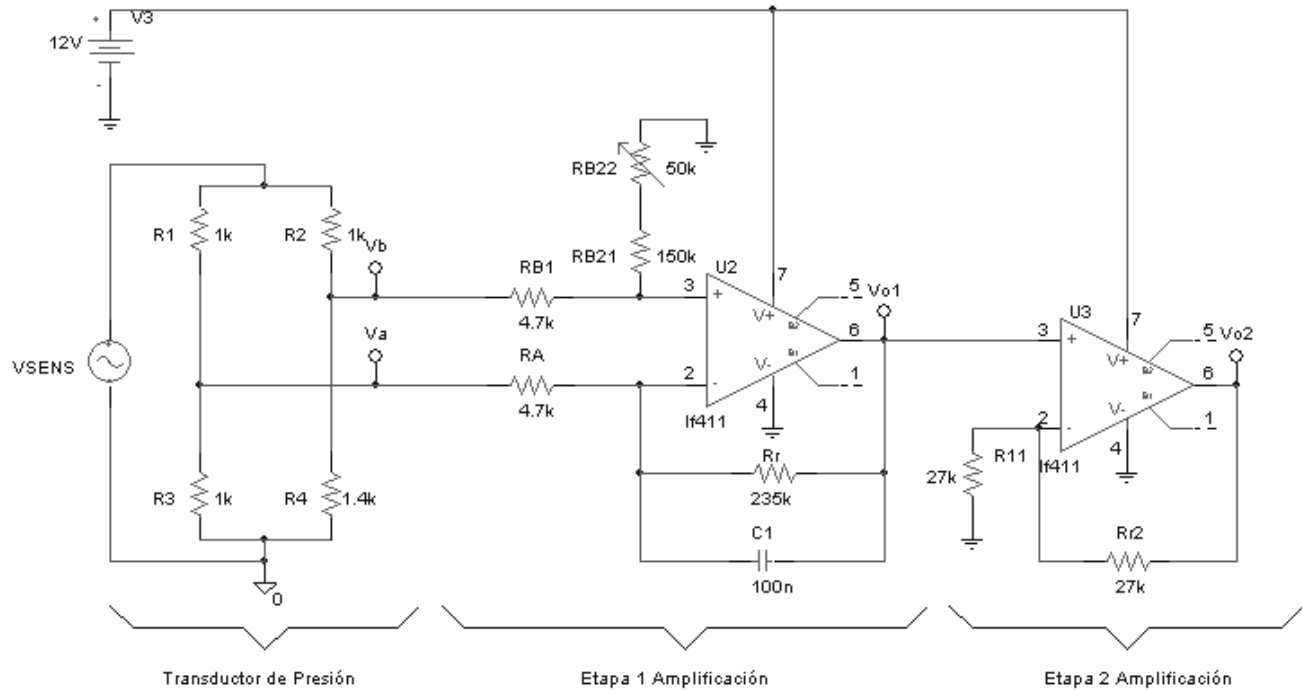 V3
+
12V
-
RB22
50k
R1
1k
R2
1k
Vb
RB21
150k
U2
RB1
4.7k
3
+
7
V+
5
Vo1
6
U3
Va
RA
4.7k
2
-
V-
1
4
lf411
3
+
7
V+
5
Vo2
6
VSENS
2
-
V-
1
4
lf411
R11
27k
Rr
235k
R3
1k
R4
1.4k
C1
100n
Rr2
27k
0
Transductor de Presión
Etapa 1 Amplificación
Etapa 2 Amplificación